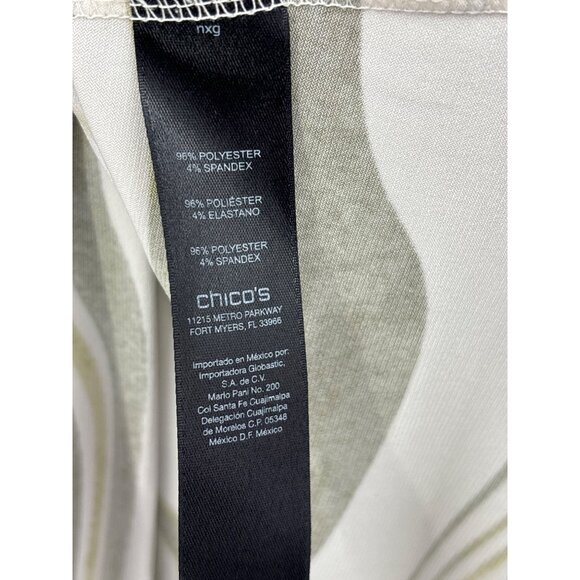 nxg
96% POLYESTER
4% SPANDEX
96% POLIÉSTER
4% ELASTANO
96% POLYESTER
4% SPANDEX
chico's
11215 METRO PARKWAY
FORT MYERS, FL 33966
Importado en México por:
Importadora Globastic,
S.A. de C.V.
Mario Pani No. 200
Col Santa Fe Cuajimalpa
Delegación Cuajimalpa
de Morelos C.P. 05348
México D.F. México